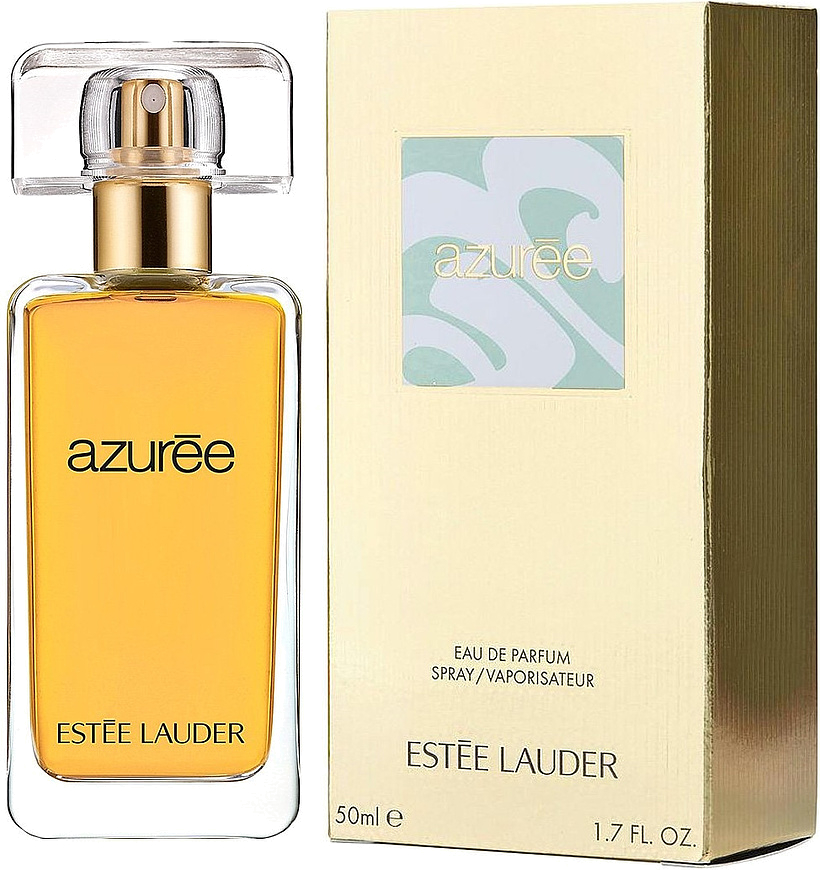 azurēe
ESTĒE LAUDER
azurēe
EAU DE PARFUM
SPRAY/VAPORISATEUR
ESTĒE LAUDER
50ml ℮
1.7 FL. OZ.